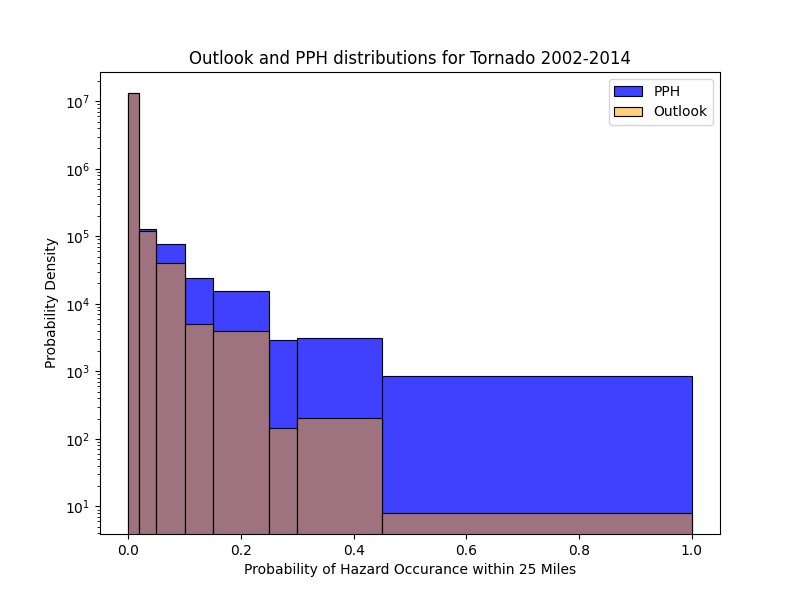 Outlook and PPH distributions for Tornado 2002-2014
PPH
Outlook
10⁷
10⁶
10⁵
10⁴
10³
10²
10¹
Probability Density
0.0 0.2 0.4 0.6 0.8 1.0
Probability of Hazard Occurance within 25 Miles